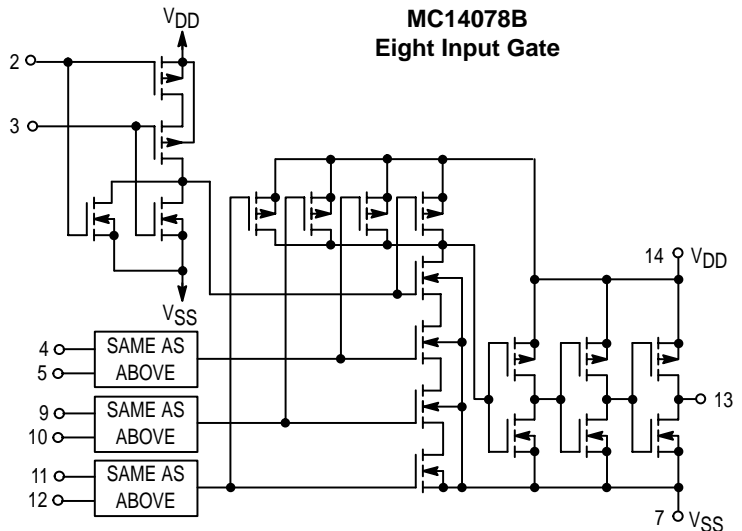 MC14078B
Eight Input Gate
VDD
2
3
VSS
14 VDD
4
5
SAME AS
ABOVE
13
9
10
SAME AS
ABOVE
11
12
SAME AS
ABOVE
7 VSS